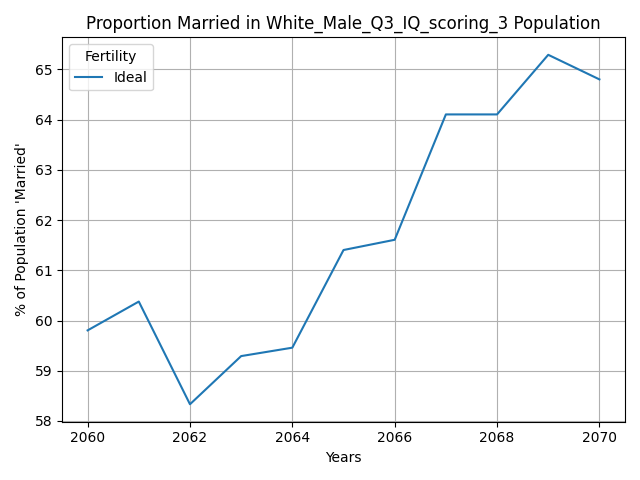 Proportion Married in White_Male_Q3_IQ_scoring_3 Population
Fertility
Ideal
% of Population 'Married'
65
64
63
62
61
60
59
58
2060 2062 2064 2066 2068 2070
Years